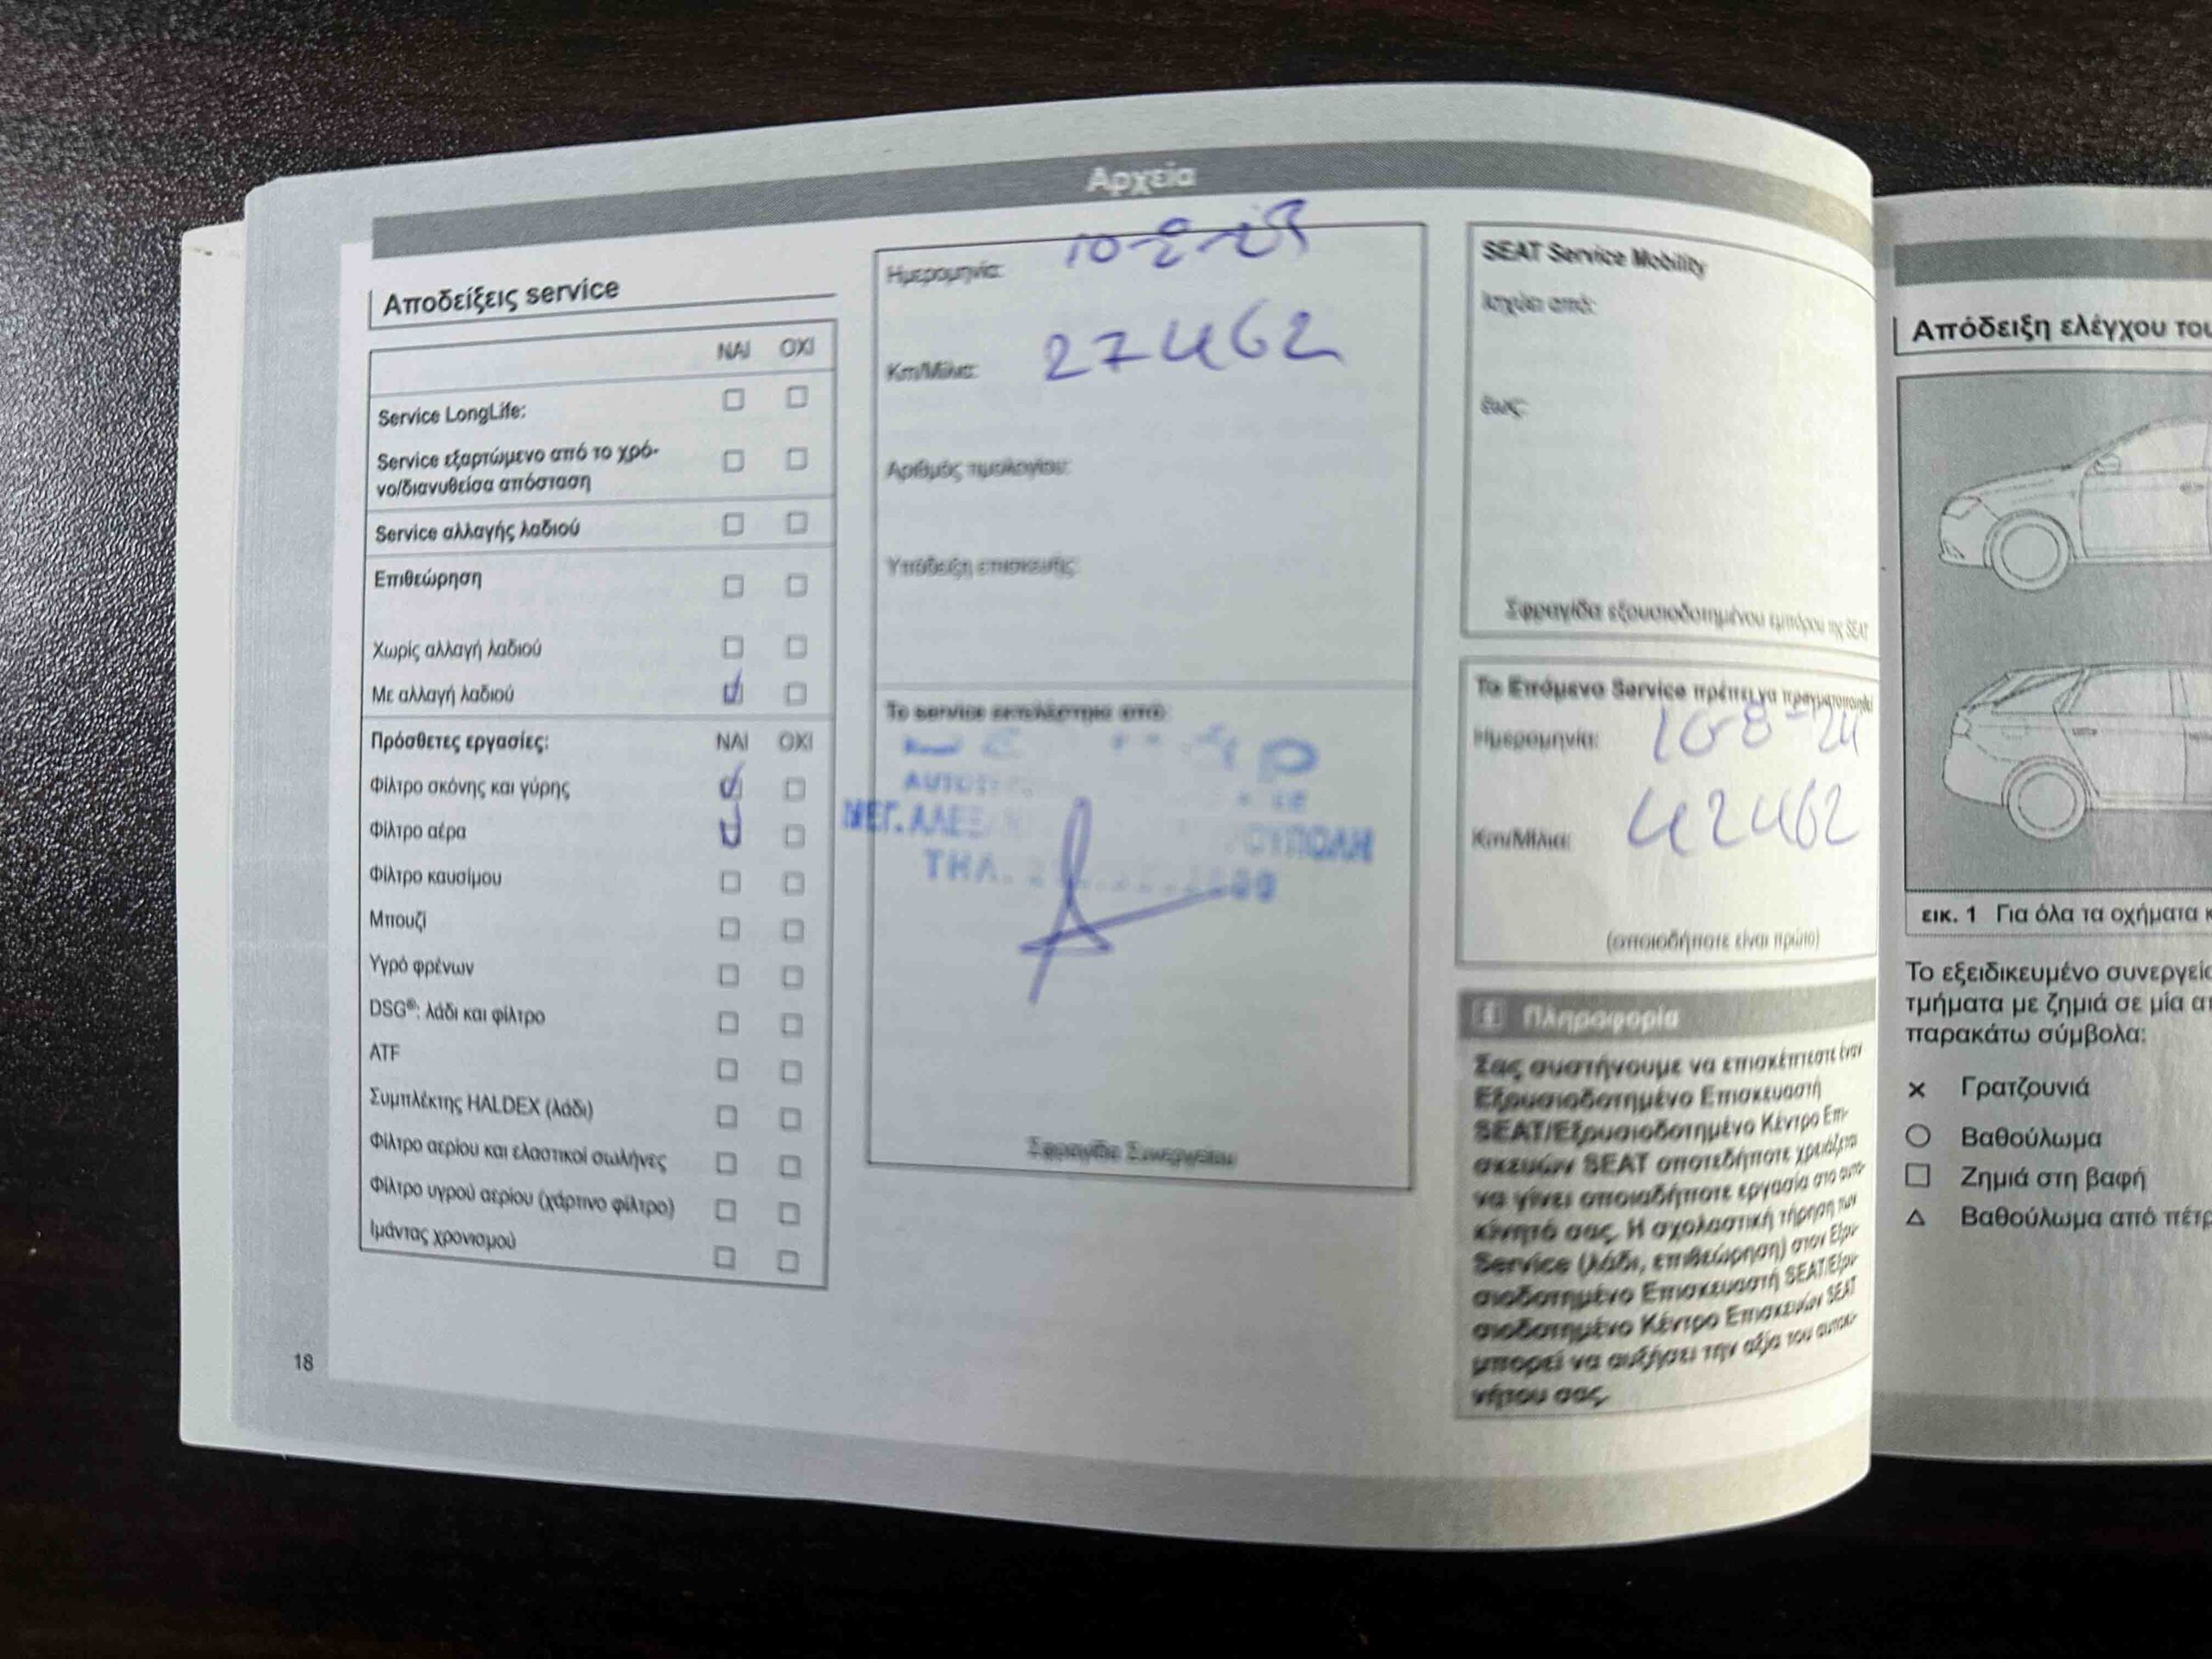 Αρχεία
Αποδείξεις service
ΝΑΙ ΟΧΙ
Service LongLife:
Service εξαρτώμενο από το χρό-
νο/διανυθείσα απόσταση
Service αλλαγής λαδιού
Επιθεώρηση
Χωρίς αλλαγή λαδιού
Με αλλαγή λαδιού
Πρόσθετες εργασίες: ΝΑΙ ΟΧΙ
Φίλτρο σκόνης και γύρης
Φίλτρο αέρα
Φίλτρο καυσίμου
Μπουζί
Υγρό φρένων
DSG®: λάδι και φίλτρο
ATF
Συμπλέκτης HALDEX (λάδι)
Φίλτρο αερίου και ελαστικοί σωλήνες
Φίλτρο υγρού αερίου (χάρτινο φίλτρο)
Ιμάντας χρονισμού
18
Ημερομηνία:
Km/Μίλια: 27462
Αριθμός τιμολογίου:
Υπόδειξη επισκευής:
Το service εκτελέστηκε από:
ΜΕΓ. ΑΛΕΞ
ΤΗΛ.
Σφραγίδα Συνεργείου
SEAT Service Mobility
Ισχύει από:
έως:
Σφραγίδα εξουσιοδοτημένου εμπόρου της SEAT
Το Επόμενο Service πρέπει να πραγματοποιηθεί
Ημερομηνία: 10-8-24
Km/Μίλια: 42462
(οποιοδήποτε είναι πρώτο)
Πληροφορία
Σας συστήνουμε να επισκέπτεστε έναν
Εξουσιοδοτημένο Επισκευαστή
SEAT/Εξουσιοδοτημένο Κέντρο Επι-
σκευών SEAT οποτεδήποτε χρειάζεται
να γίνει οποιαδήποτε εργασία στο αυτο-
κίνητό σας. Η σχολαστική τήρηση των
Service (λάδι, επιθεώρηση) στον Εξου-
σιοδοτημένο Επισκευαστή SEAT/Εξου-
σιοδοτημένο Κέντρο Επισκευών SEAT
μπορεί να αυξήσει την αξία του αυτοκι-
νήτου σας.
Απόδειξη ελέγχου του
εικ. 1 Για όλα τα οχήματα
Το εξειδικευμένο συνεργείο
τμήματα με ζημιά σε μία
παρακάτω σύμβολα:
× Γρατζουνιά
○ Βαθούλωμα
□ Ζημιά στη βαφή
△ Βαθούλωμα από πέτρ